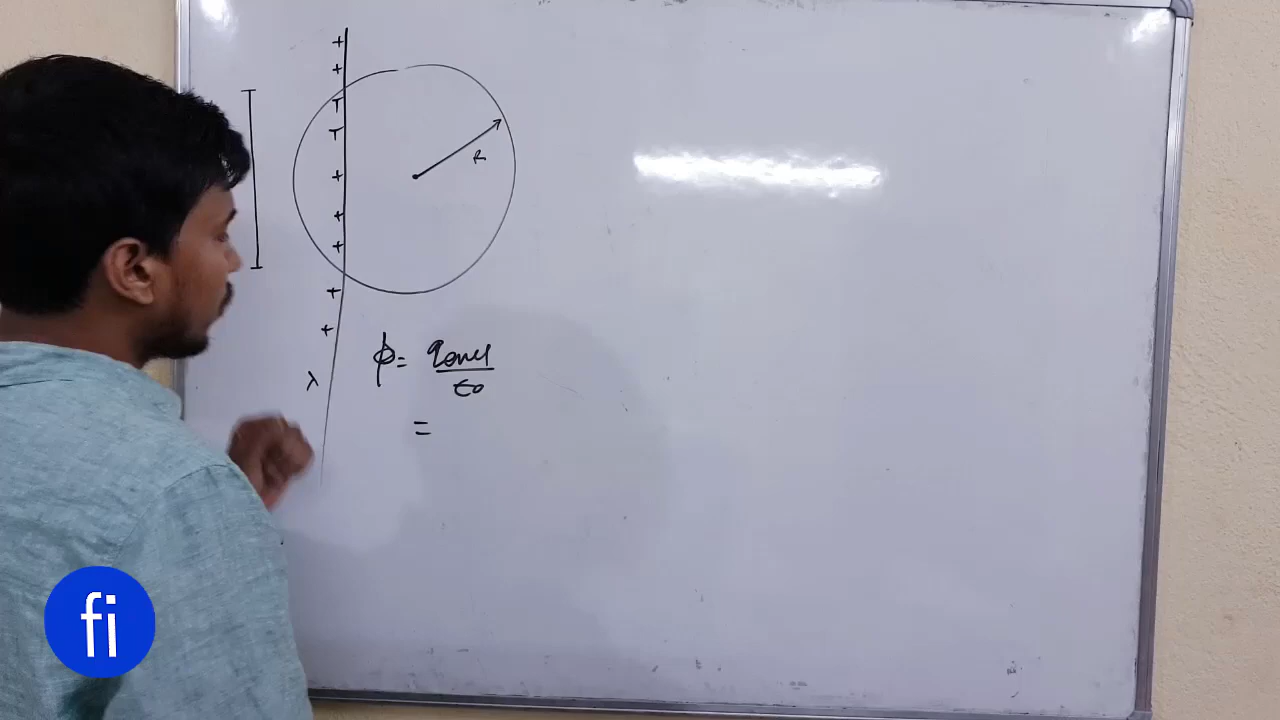 +
+
+
+
+
+
+
+
+
R
λ
ϕ = qencl / ε0
=
fi